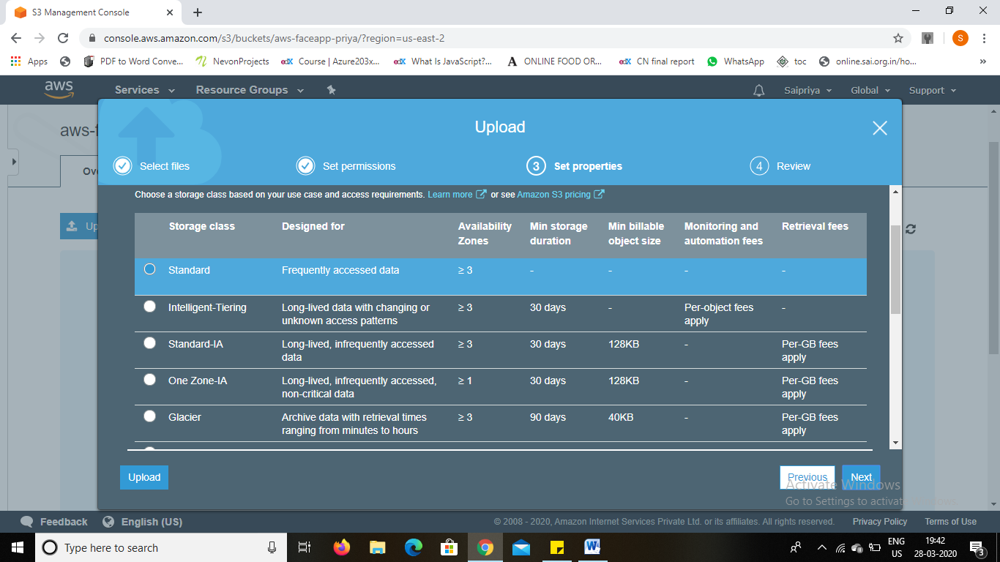 S3 Management Console
console.aws.amazon.com/s3/buckets/aws-faceapp-priya/?region=us-east-2
S
Apps
PDF to Word Conve...
NevonProjects
edX Course | Azure203x...
edX What Is JavaScript?...
A ONLINE FOOD OR...
edX CN final report
WhatsApp
toc
online.sai.org.in/ho...
»
aws
Services
Resource Groups
Saipriya
Global
Support
aws-f
Ove
Up
Upload
Select files
Set permissions
3 Set properties
4 Review
Choose a storage class based on your use case and access requirements. Learn more or see Amazon S3 pricing
Storage class Designed for Availability Zones Min storage duration Min billable object size Monitoring and automation fees Retrieval fees
Standard Frequently accessed data ≥ 3 - - - -
Intelligent-Tiering Long-lived data with changing or unknown access patterns ≥ 3 30 days - Per-object fees apply -
Standard-IA Long-lived, infrequently accessed data ≥ 3 30 days 128KB - Per-GB fees apply
One Zone-IA Long-lived, infrequently accessed, non-critical data ≥ 1 30 days 128KB - Per-GB fees apply
Glacier Archive data with retrieval times ranging from minutes to hours ≥ 3 90 days 40KB - Per-GB fees apply
Upload
Previous
Next
Activate Windows
Go to Settings to activate
Feedback
English (US)
© 2008 - 2020, Amazon Internet Services Private Ltd. or its affiliates. All rights reserved.
Privacy Policy
Terms of Use
Type here to search
ENG
US
19:42
28-03-2020
3